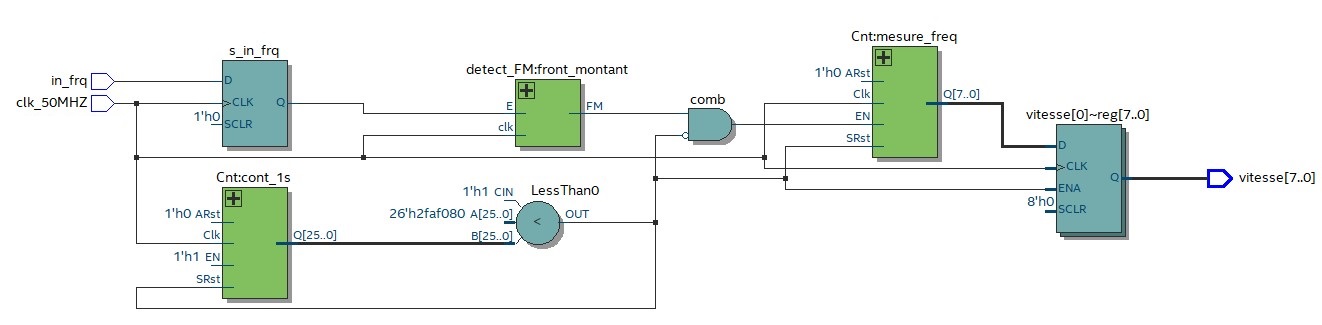 in_frq
clk_50MHZ
s_in_frq
D
CLK
Q
1'h0
SCLR
detect_FM:front_montant
E
FM
clk
comb
Cnt:mesure_freq
1'h0 ARst
Clk
Q[7..0]
EN
SRst
vitesse[0]~reg[7..0]
D
CLK
Q
ENA
8'h0
SCLR
vitesse[7..0]
Cnt:cont_1s
1'h0 ARst
Clk
Q[25..0]
1'h1 EN
SRst
LessThan0
1'h1 CIN
26'h2faf080 A[25..0]
<
OUT
B[25..0]